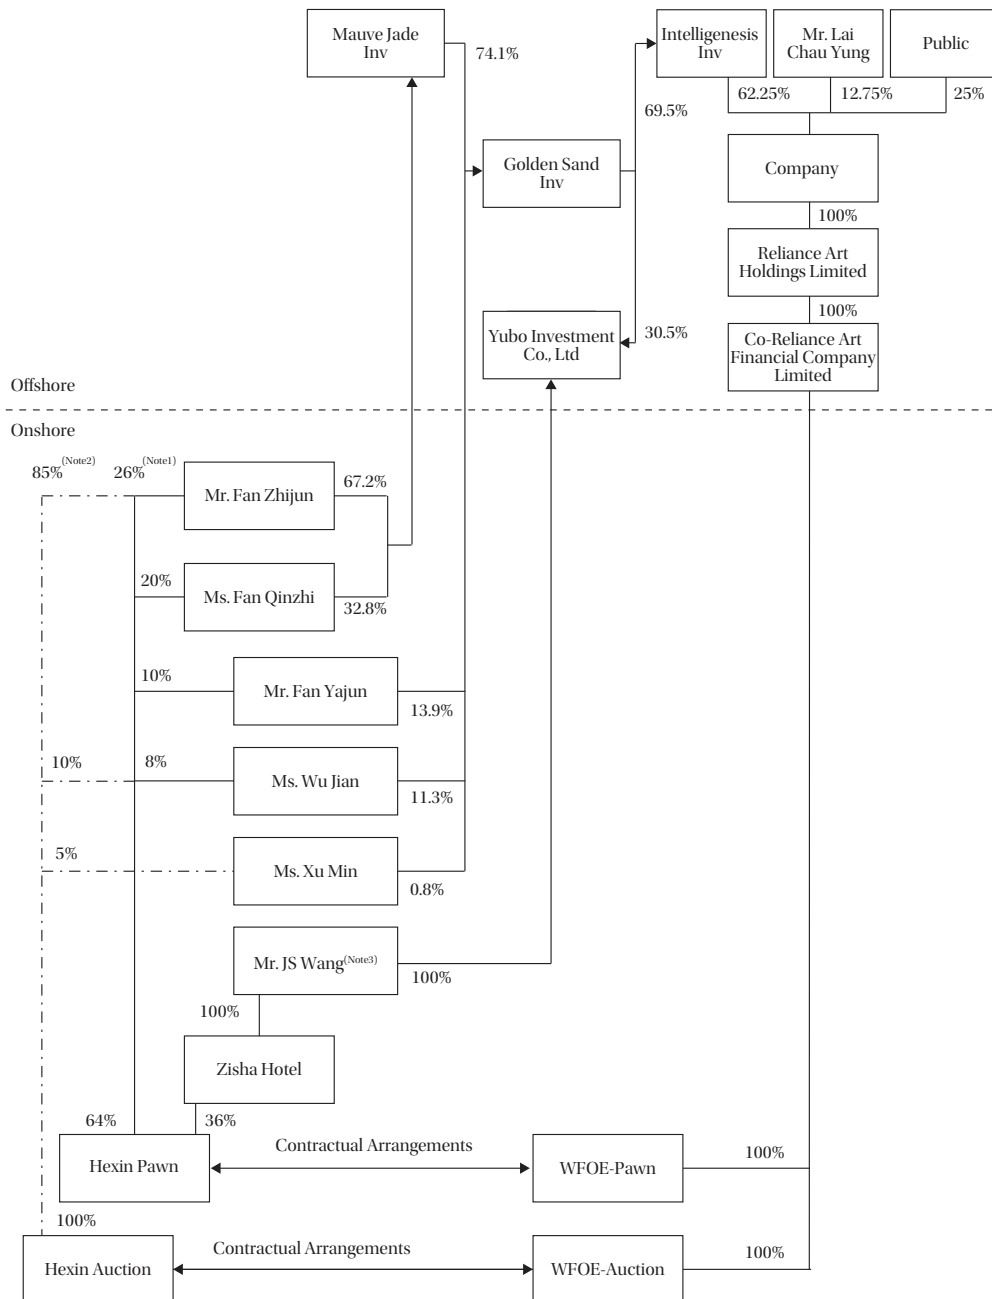 Mauve Jade
Inv
74.1%
Intelligenesis
Inv
Mr. Lai
Chau Yung
Public
62.25%
12.75%
25%
69.5%
Golden Sand
Inv
Company
100%
Reliance Art
Holdings Limited
100%
Yubo Investment
Co., Ltd
30.5%
Co-Reliance Art
Financial Company
Limited
Offshore
Onshore
85%(Note2)
26%(Note1)
Mr. Fan Zhijun
67.2%
20%
Ms. Fan Qinzhi
32.8%
10%
Mr. Fan Yajun
13.9%
10%
8%
Ms. Wu Jian
11.3%
5%
Ms. Xu Min
0.8%
Mr. JS Wang(Note3)
100%
100%
Zisha Hotel
64%
36%
Hexin Pawn
Contractual Arrangements
WFOE-Pawn
100%
100%
Hexin Auction
Contractual Arrangements
WFOE-Auction
100%